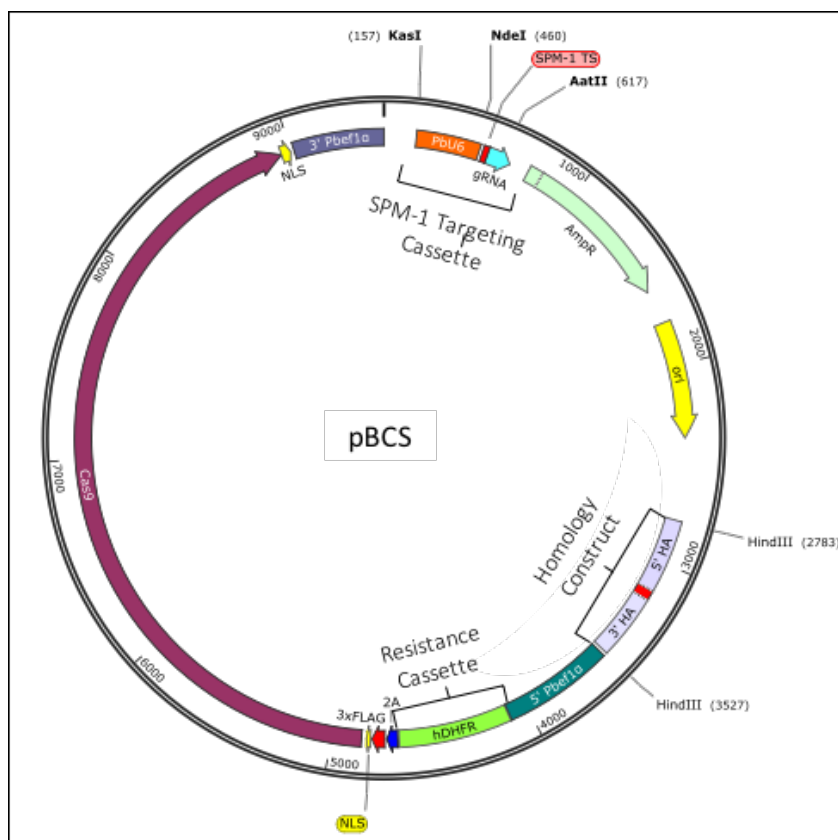 (157) KasI
NdeI (460)
SPM-1 TS
AatII (617)
9000
3' Pbef1α
PbU6
1000
NLS
gRNA
SPM-1 Targeting
Cassette
AmpR
8000
2000
ori
pBCS
7000
Cas9
HindIII (2783)
Homology
Construct
5' HA
3000
3' HA
Resistance
Cassette
6000
2A
5' Pbef1α
HindIII (3527)
3xFLAG
hDHFR
4000
5000
NLS